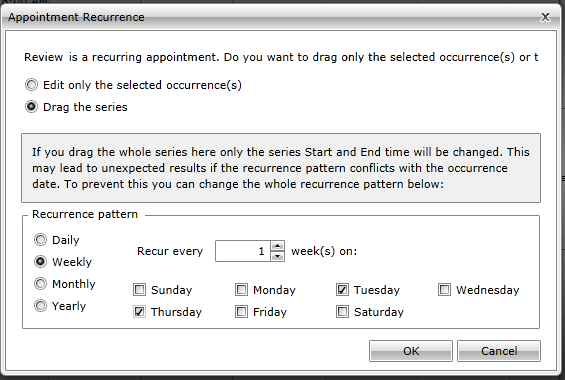 Appointment Recurrence
Review is a recurring appointment. Do you want to drag only the selected occurrence(s) or t
Edit only the selected occurrence(s)
Drag the series
If you drag the whole series here only the series Start and End time will be changed. This
may lead to unexpected results if the recurrence pattern conflicts with the occurrence
date. To prevent this you can change the whole recurrence pattern below:
Recurrence pattern
Daily
Recur every 1 week(s) on:
Weekly
Monthly
Yearly
Sunday Monday Tuesday Wednesday
Thursday Friday Saturday
OK Cancel